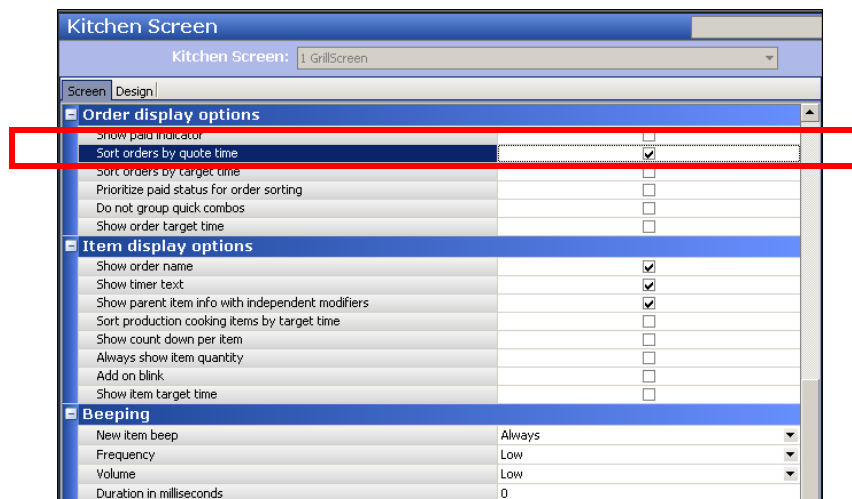 Kitchen Screen
Kitchen Screen: 1 GrillScreen
Screen Design
Order display options
Show paid indicator
Sort orders by quote time
Sort orders by target time
Prioritize paid status for order sorting
Do not group quick combos
Show order target time
Item display options
Show order name
Show timer text
Show parent item info with independent modifiers
Sort production cooking items by target time
Show count down per item
Always show item quantity
Add on blink
Show item target time
Beeping
New item beep Always
Frequency Low
Volume Low
Duration in milliseconds 0